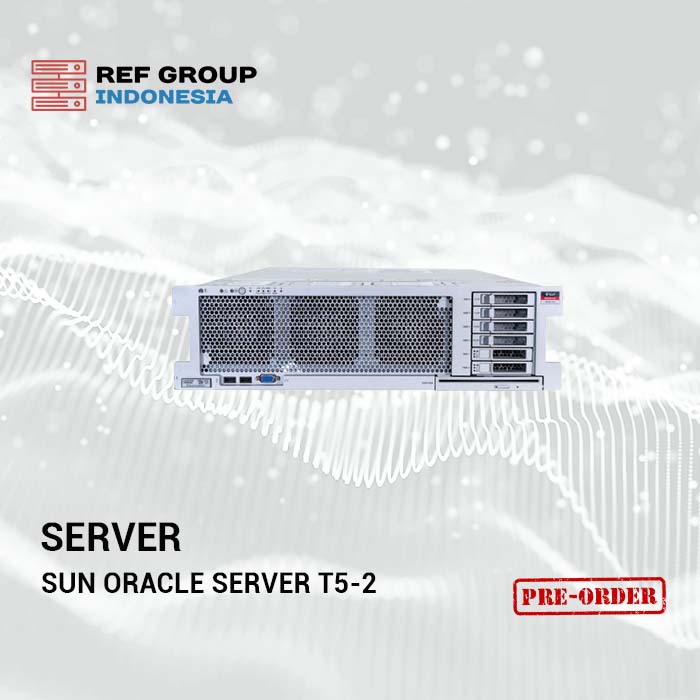 REF GROUP
INDONESIA
SERVER
SUN ORACLE SERVER T5-2
PRE-ORDER